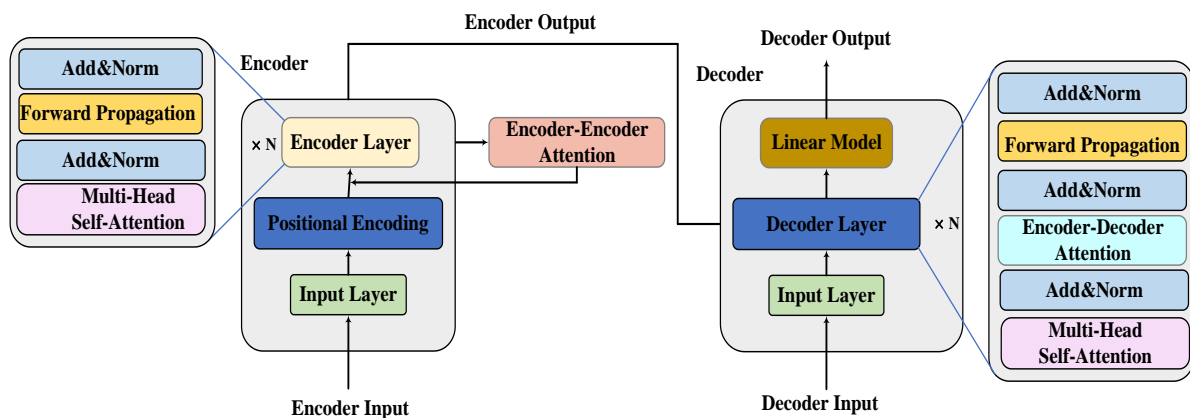 Encoder Output
Add&Norm
Forward Propagation
Add&Norm
Multi-Head
Self-Attention
Encoder
× N
Encoder Layer
Encoder-Encoder
Attention
Positional Encoding
Input Layer
Encoder Input
Decoder Output
Decoder
Linear Model
Decoder Layer
× N
Input Layer
Decoder Input
Add&Norm
Forward Propagation
Add&Norm
Encoder-Decoder
Attention
Add&Norm
Multi-Head
Self-Attention